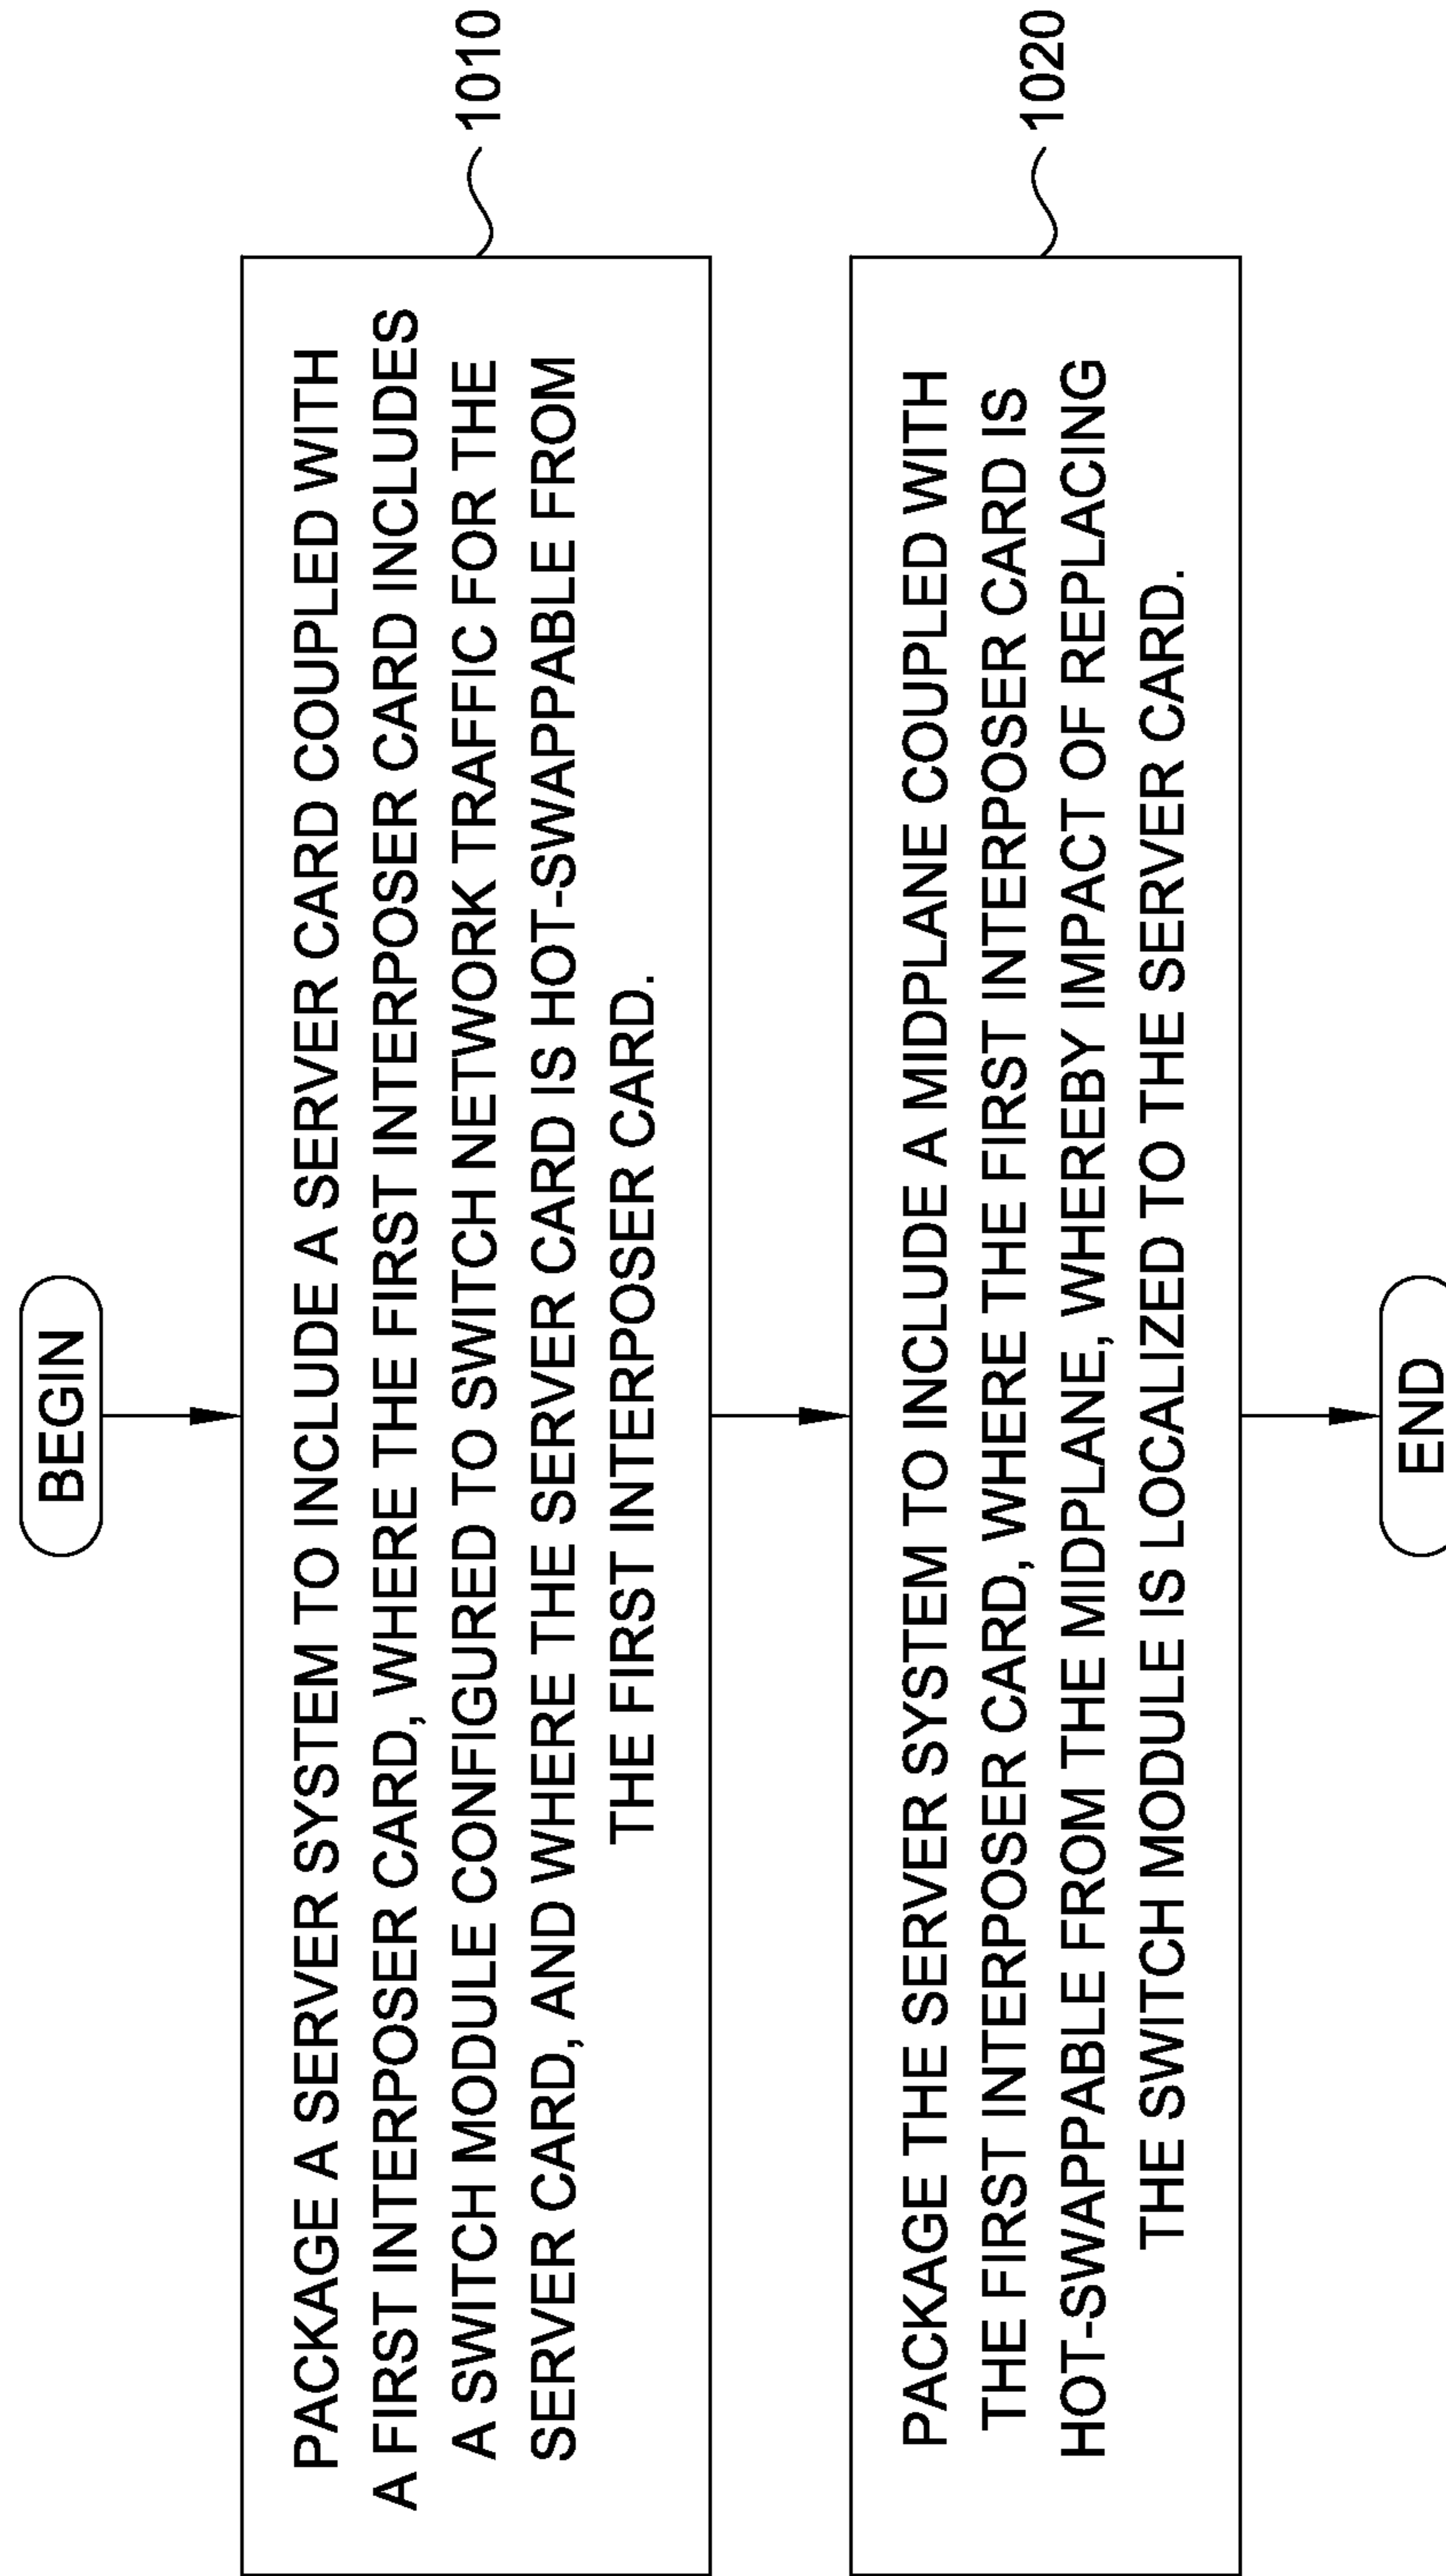 BEGIN
PACKAGE A SERVER SYSTEM TO INCLUDE A SERVER CARD COUPLED WITH
A FIRST INTERPOSER CARD, WHERE THE FIRST INTERPOSER CARD INCLUDES
A SWITCH MODULE CONFIGURED TO SWITCH NETWORK TRAFFIC FOR THE
SERVER CARD, AND WHERE THE SERVER CARD IS HOT-SWAPPABLE FROM
THE FIRST INTERPOSER CARD.
1010
PACKAGE THE SERVER SYSTEM TO INCLUDE A MIDPLANE COUPLED WITH
THE FIRST INTERPOSER CARD, WHERE THE FIRST INTERPOSER CARD IS
HOT-SWAPPABLE FROM THE MIDPLANE, WHEREBY IMPACT OF REPLACING
THE SWITCH MODULE IS LOCALIZED TO THE SERVER CARD.
1020
END